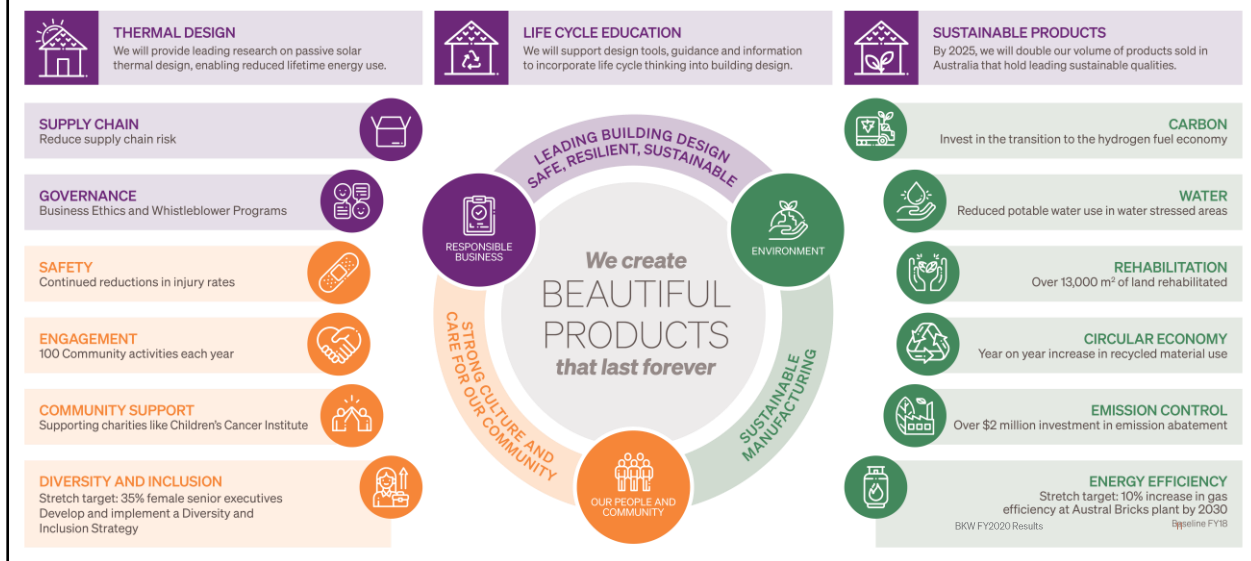 THERMAL DESIGN
We will provide leading research on passive solar
thermal design, enabling reduced lifetime energy use.
LIFE CYCLE EDUCATION
We will support design tools, guidance and information
to incorporate life cycle thinking into building design.
SUSTAINABLE PRODUCTS
By 2025, we will double our volume of products sold in
Australia that hold leading sustainable qualities.
SUPPLY CHAIN
Reduce supply chain risk
GOVERNANCE
Business Ethics and Whistleblower Programs
SAFETY
Continued reductions in injury rates
ENGAGEMENT
100 Community activities each year
COMMUNITY SUPPORT
Supporting charities like Children's Cancer Institute
DIVERSITY AND INCLUSION
Stretch target: 35% female senior executives
Develop and implement a Diversity and
Inclusion Strategy
LEADING BUILDING DESIGN
SAFE, RESILIENT, SUSTAINABLE
RESPONSIBLE
BUSINESS
ENVIRONMENT
We create
BEAUTIFUL
PRODUCTS
that last forever
STRONG CULTURE AND
CARE FOR OUR COMMUNITY
SUSTAINABLE
MANUFACTURING
OUR PEOPLE AND
COMMUNITY
CARBON
Invest in the transition to the hydrogen fuel economy
WATER
Reduced potable water use in water stressed areas
REHABILITATION
Over 13,000 m² of land rehabilitated
CIRCULAR ECONOMY
Year on year increase in recycled material use
EMISSION CONTROL
Over $2 million investment in emission abatement
ENERGY EFFICIENCY
Stretch target: 10% increase in gas
efficiency at Austral Bricks plant by 2030
BKW FY2020 Results
Baseline FY18